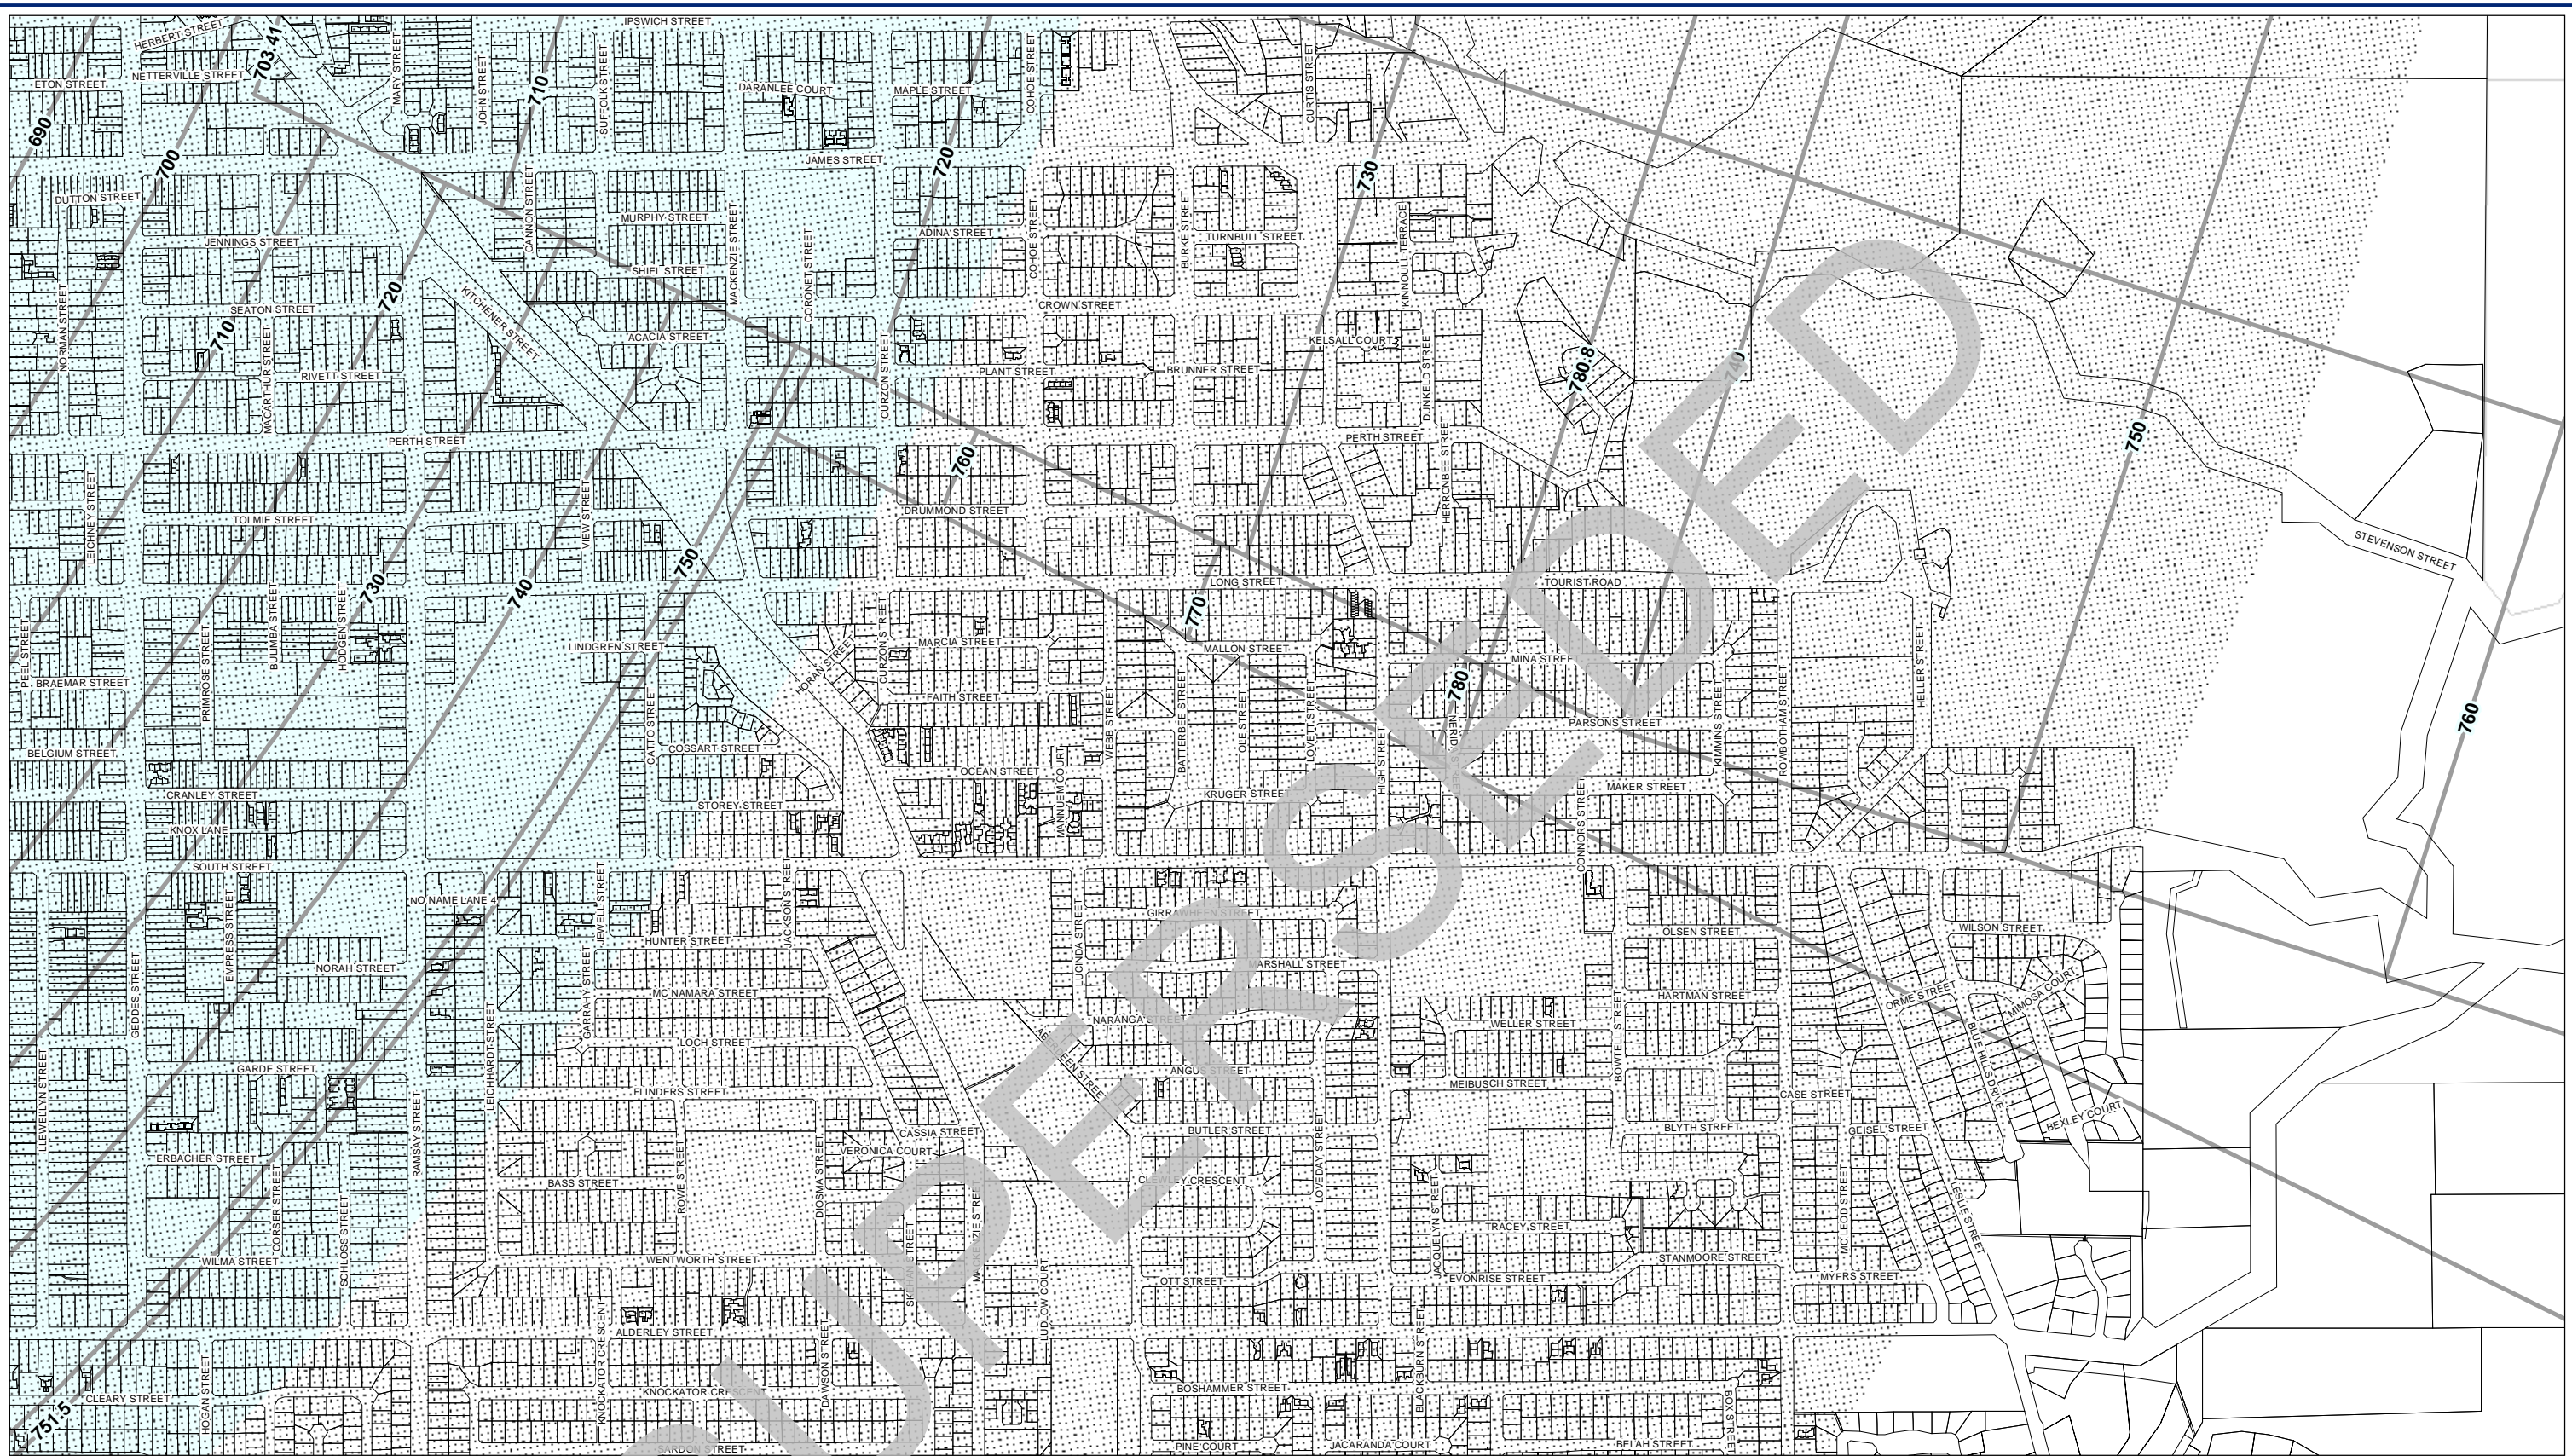 IPSWICH STREET
HERBERT STREET
703.41
NETTERVILLE STREET
ETON STREET
MARY STREET
JOHN STREET
710
SUFFOLK STREET
DARANLEE COURT
MAPLE STREET
COHOE STREET
CURTIS STREET
690
700
JAMES STREET
720
730
DUTTON STREET
CANNON STREET
MURPHY STREET
MACKENZIE STREET
JENNINGS STREET
ADINA STREET
COHOE STREET
BURKE STREET
TURNBULL STREET
KINNOULL TERRACE
SHIEL STREET
CORONET STREET
KITCHENER STREET
720
SEATON STREET
CROWN STREET
NORMAN STREET
710
ACACIA STREET
KELSALL COURT
MACARTHUR STREET
RIVETT STREET
CURZON STREET
PLANT STREET
BRUNNER STREET
DUNKELD STREET
780.8
740
PERTH STREET
PERTH STREET
750
760
HERRONBEE STREET
LEICHNEY STREET
TOLMIE STREET
VIEW STREET
DRUMMOND STREET
STEVENSON STREET
750
730
740
LONG STREET
TOURIST ROAD
770
PEEL STREET
PRIMROSE STREET
BULIMBA STREET
HODGEN STREET
LINDGREN STREET
HORAN STREET
CURZON STREET
MARCIA STREET
MALLON STREET
MINA STREET
HELLER STREET
BRAEMAR STREET
CATTO STREET
FAITH STREET
WEBB STREET
BATTERBEE STREET
OLE STREET
LOVETT STREET
780
PARSONS STREET
KIMMINS STREET
ROWBOTHAM STREET
760
BELGIUM STREET
COSSART STREET
OCEAN STREET
MANNUEM COURT
HIGH STREET
CRANLEY STREET
STOREY STREET
KRUGER STREET
MAKER STREET
CONNORS STREET
KNOX LANE
SOUTH STREET
NO NAME LANE 4
EMPRESS STREET
JEWELL STREET
JACKSON STREET
LUCINDA STREET
GIRRAWHEEN STREET
HUNTER STREET
OLSEN STREET
WILSON STREET
GEDDES STREET
NORAH STREET
GARRAHY STREET
MARSHALL STREET
MC NAMARA STREET
HARTMAN STREET
ORME STREET
MIMOSA COURT
LEICHHARDT STREET
NARANGA STREET
WELLER STREET
BOWTELL STREET
LOCH STREET
ABERDEEN STREET
BLUE HILLS DRIVE
LLEWELLYN STREET
GARDE STREET
ANGUS STREET
MEIBUSCH STREET
FLINDERS STREET
CASE STREET
RAMSAY STREET
CASSIA STREET
BUTLER STREET
BLYTH STREET
GEISEL STREET
BEXLEY COURT
ERBACHER STREET
ROWE STREET
DIOSMA STREET
VERONICA COURT
LOVEDAY STREET
BASS STREET
CLEWLEY CRESCENT
CORSER STREET
SCHLOSS STREET
JACQUELYN STREET
TRACEY STREET
MC LEOD STREET
LESLIE STREET
WILMA STREET
WENTWORTH STREET
STANMOORE STREET
OTT STREET
EVONRISE STREET
MYERS STREET
LUDLOW COURT
ALDERLEY STREET
KNOCKATOR CRESCENT
DAWSON STREET
BLACKBURN STREET
HOGAN STREET
CLEARY STREET
KNOCKATOR CRESCENT
BOSHAMMER STREET
BOX STREET
751.5
PINE COURT
JACARANDA COURT
BELAH STREET
SUPERSEDED